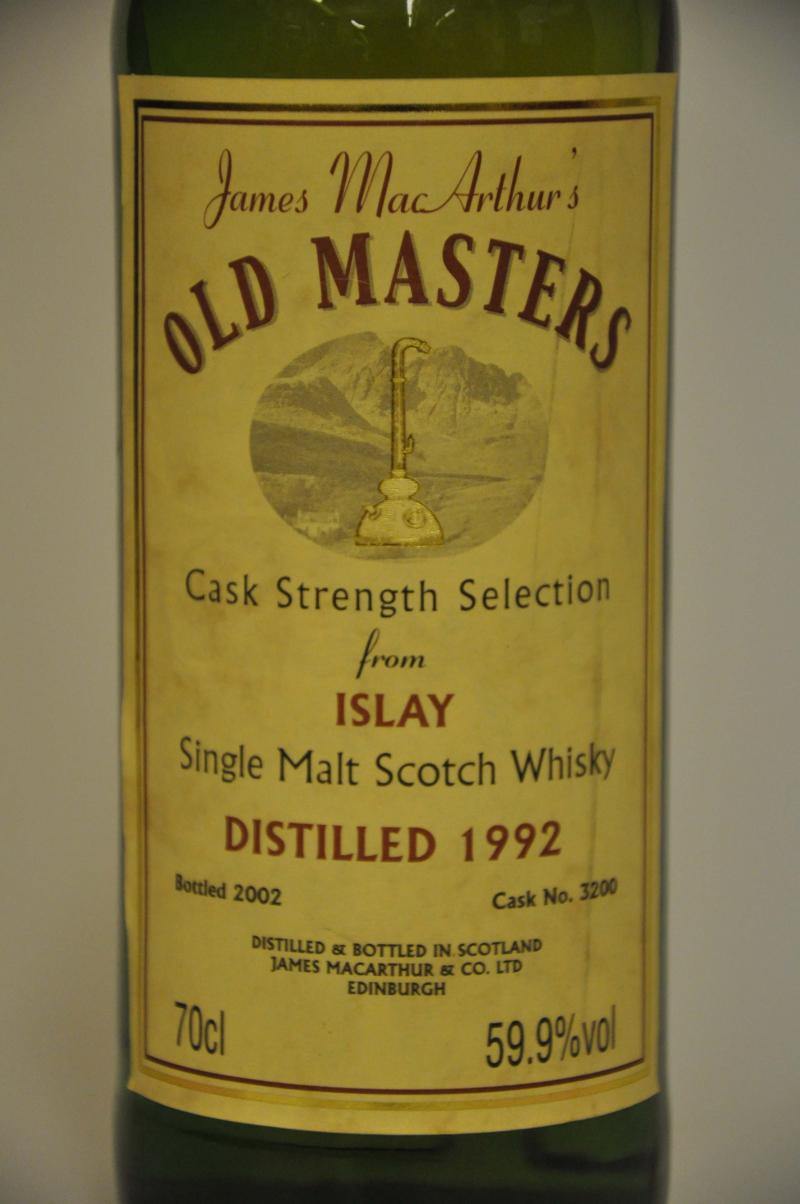 James MacArthur's
OLD MASTERS
Cask Strength Selection
from
ISLAY
Single Malt Scotch Whisky
DISTILLED 1992
Bottled 2002 Cask No. 3200
DISTILLED & BOTTLED IN SCOTLAND
JAMES MACARTHUR & CO. LTD
EDINBURGH
70cl 59.9%vol